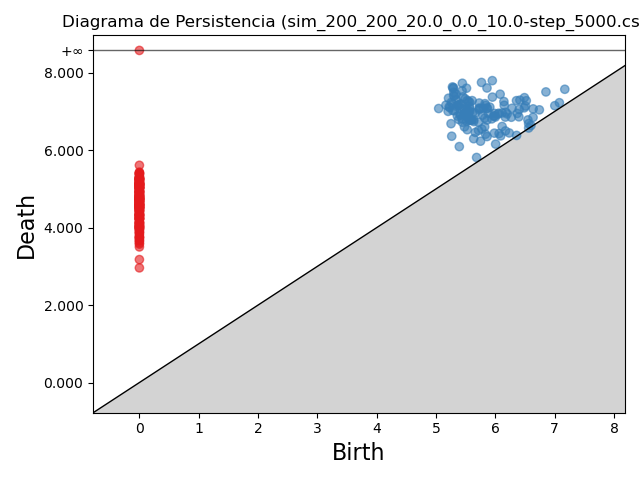 Diagrama de Persistencia (sim_200_200_20.0_0.0_10.0-step_5000.cs
+∞
8.000
6.000
4.000
2.000
0.000
Death
0 1 2 3 4 5 6 7 8
Birth